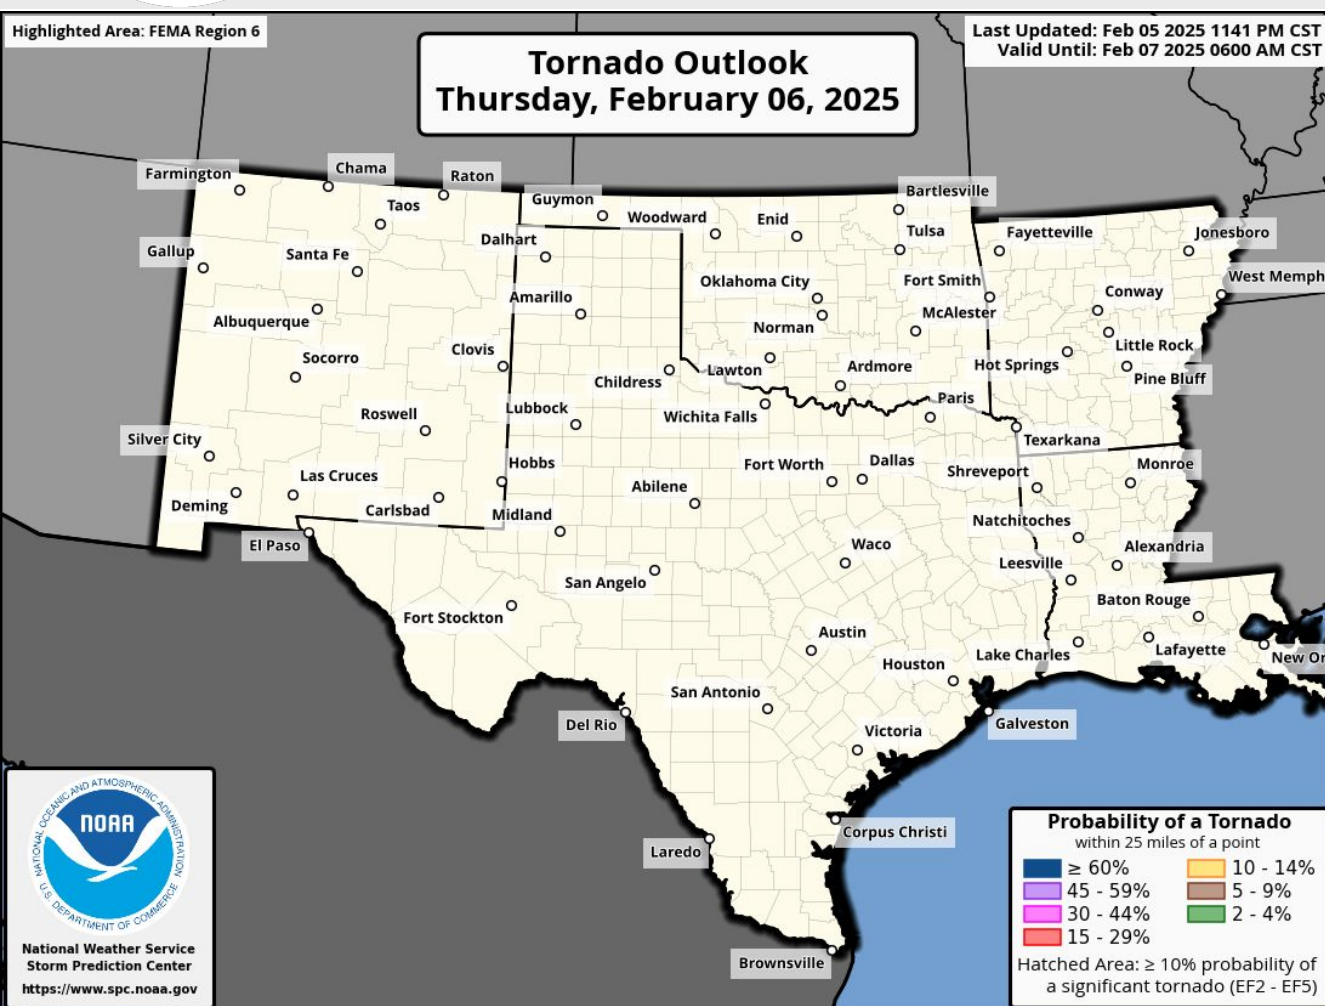 Highlighted Area: FEMA Region 6
Last Updated: Feb 05 2025 1141 PM CST
Valid Until: Feb 07 2025 0600 AM CST
Tornado Outlook
Thursday, February 06, 2025
Farmington
Chama
Raton
Taos
Guymon
Woodward
Enid
Bartlesville
Tulsa
Fayetteville
Jonesboro
Gallup
Santa Fe
Dalhart
Oklahoma City
Fort Smith
West Memph
Conway
Amarillo
Albuquerque
Norman
McAlester
Little Rock
Socorro
Clovis
Childress
Lawton
Ardmore
Hot Springs
Pine Bluff
Roswell
Lubbock
Wichita Falls
Paris
Texarkana
Silver City
Las Cruces
Hobbs
Fort Worth
Dallas
Shreveport
Monroe
Deming
Carlsbad
Abilene
Midland
Natchitoches
El Paso
San Angelo
Waco
Leesville
Alexandria
Fort Stockton
Baton Rouge
Austin
Houston
Lake Charles
Lafayette
New Or
San Antonio
Del Rio
Victoria
Galveston
Corpus Christi
Laredo
Brownsville
NATIONAL OCEANIC AND ATMOSPHERIC ADMINISTRATION
NOAA
U.S. DEPARTMENT OF COMMERCE
National Weather Service
Storm Prediction Center
https://www.spc.noaa.gov
Probability of a Tornado
within 25 miles of a point
≥ 60%
10 - 14%
45 - 59%
5 - 9%
30 - 44%
2 - 4%
15 - 29%
Hatched Area: ≥ 10% probability of
a significant tornado (EF2 - EF5)